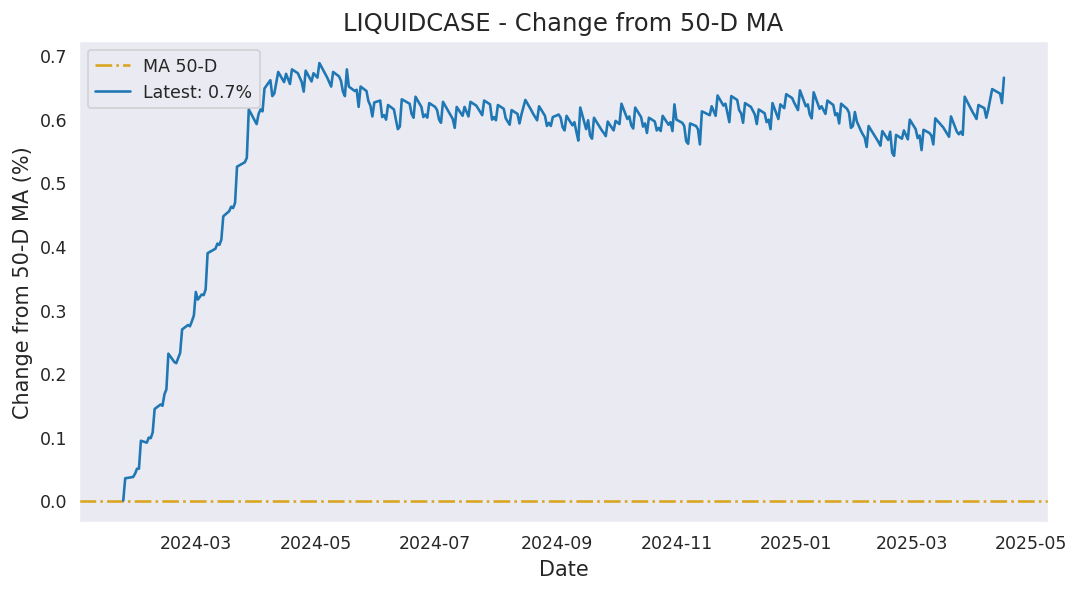 LIQUIDCASE - Change from 50-D MA
MA 50-D
Latest: 0.7%
Change from 50-D MA (%)
0.7
0.6
0.5
0.4
0.3
0.2
0.1
0.0
2024-03 2024-05 2024-07 2024-09 2024-11 2025-01 2025-03 2025-05
Date